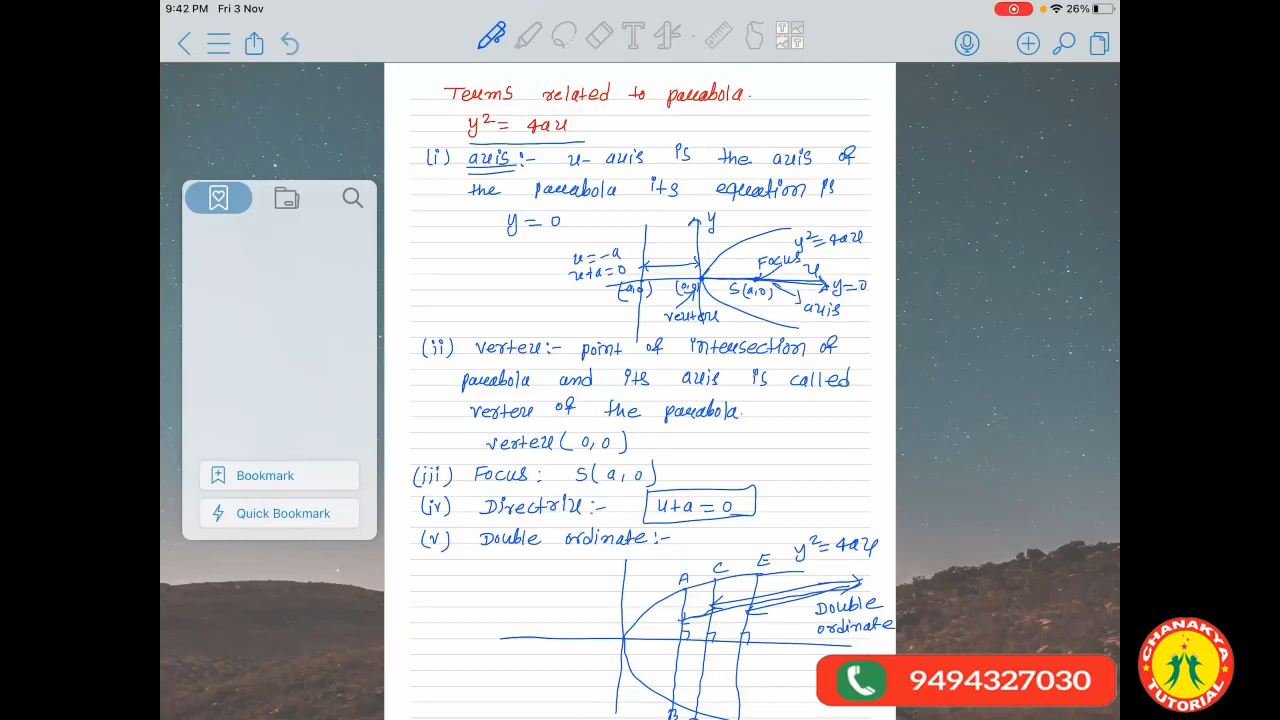 9:42 PM Fri 3 Nov
26%
Terms related to parabola.
y² = 4ax
(i) axis :- x-axis is the axis of
the parabola its equation is
y = 0
y
y² = 4ax
x = -a
x+a = 0
Focus
x
(-a,0)
(0,0)
S(a,0)
y=0
vertex
axis
(ii) vertex :- point of intersection of
parabola and its axis is called
vertex of the parabola.
vertex (0,0)
(iii) Focus : S(a,0)
(iv) Directrix :- x+a = 0
(v) Double ordinate :-
y² = 4ax
A C E
Double
ordinate
B
Bookmark
Quick Bookmark
9494327030
CHANAKYA
TUTORIAL